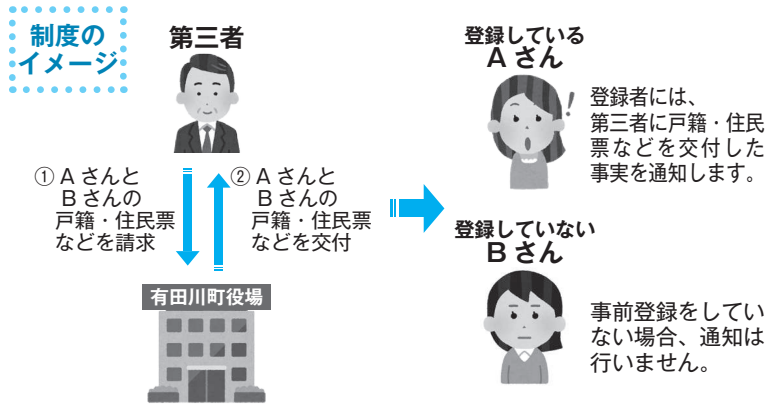 制度の
イメージ
第三者
① A さんと
B さんの
戸籍・住民票
などを請求
② A さんと
B さんの
戸籍・住民票
などを交付
有田川町役場
登録している
A さん
!
登録者には、
第三者に戸籍・住民
票などを交付した
事実を通知します。
登録していない
B さん
事前登録をしてい
ない場合、通知は
行いません。